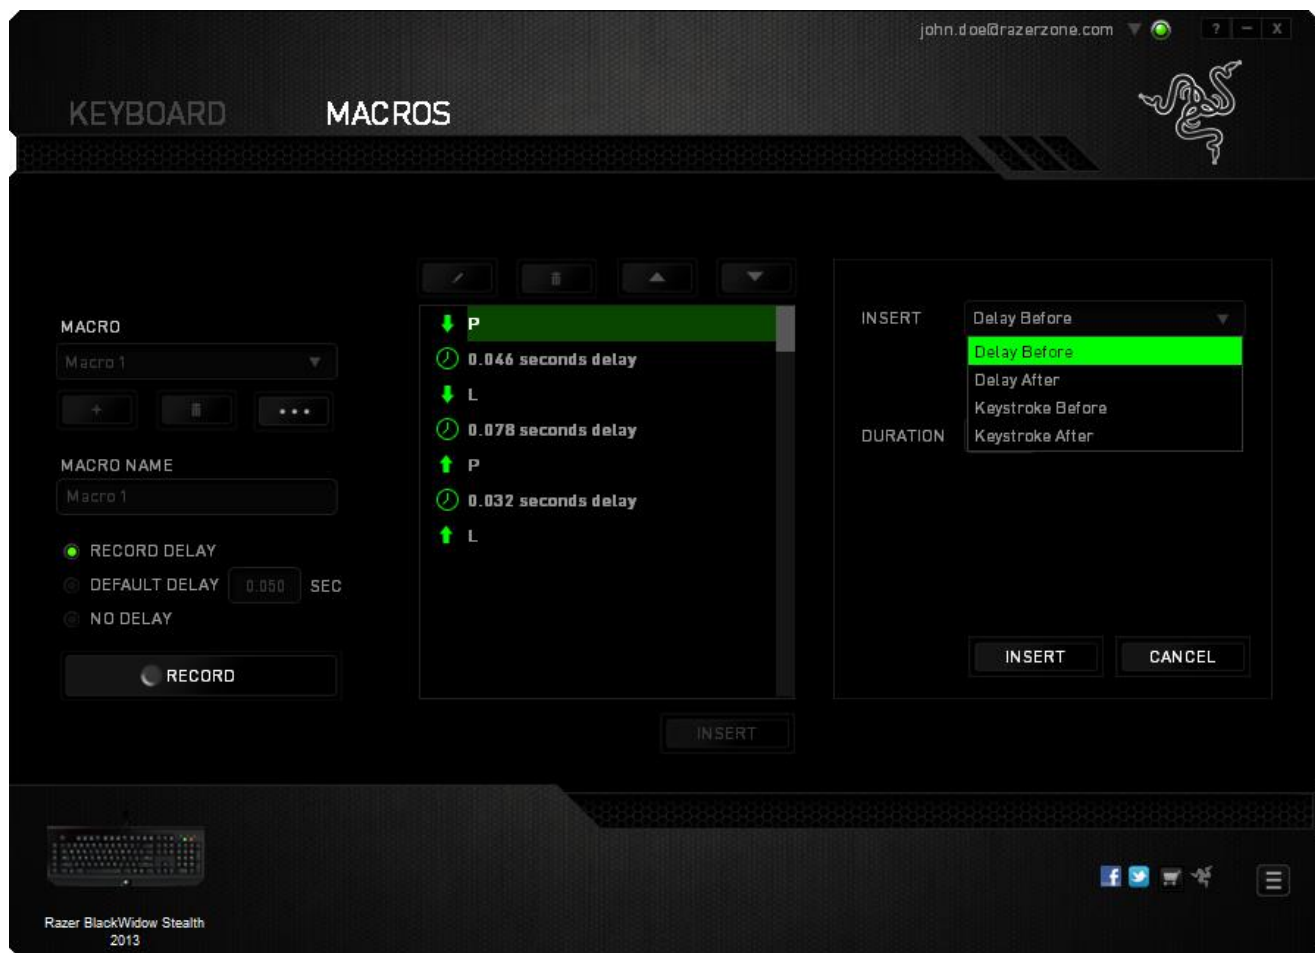 john.doe@razerzone.com
? – X
KEYBOARD MACROS
MACRO
Macro 1
+
...
MACRO NAME
Macro 1
RECORD DELAY
DEFAULT DELAY 0.050 SEC
NO DELAY
RECORD
P
0.046 seconds delay
L
0.078 seconds delay
P
0.032 seconds delay
L
INSERT
INSERT Delay Before
Delay Before
Delay After
Keystroke Before
Keystroke After
DURATION
INSERT CANCEL
f
Razer BlackWidow Stealth
2013